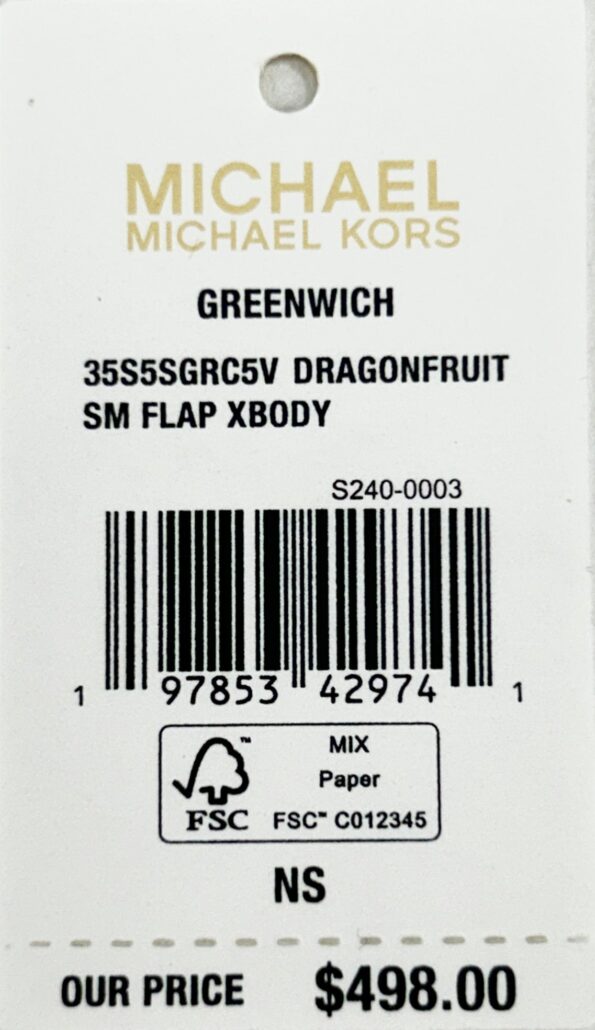 MICHAEL
MICHAEL KORS
GREENWICH
35S5SGRC5V DRAGONFRUIT
SM FLAP XBODY
S240-0003
1 97853 42974 1
MIX
Paper
FSC™ C012345
™
FSC
NS
OUR PRICE $498.00